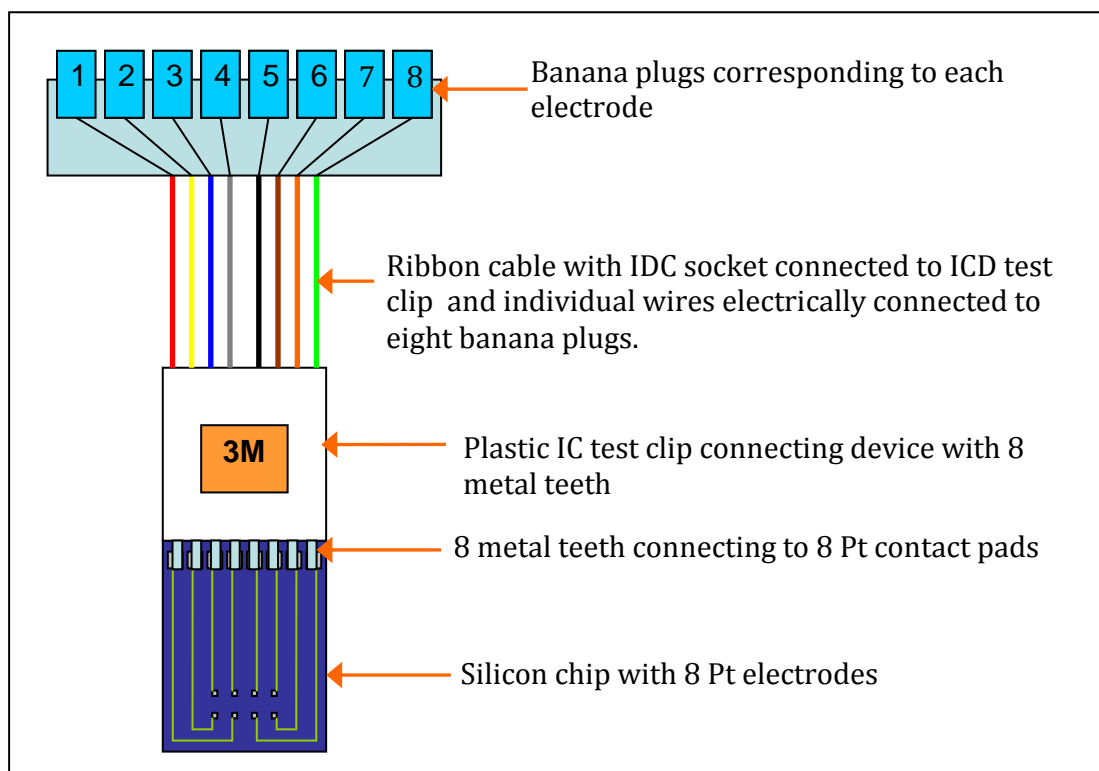 1 2 3 4 5 6 7 8
Banana plugs corresponding to each
electrode
Ribbon cable with IDC socket connected to ICD test
clip and individual wires electrically connected to
eight banana plugs.
3M
Plastic IC test clip connecting device with 8
metal teeth
8 metal teeth connecting to 8 Pt contact pads
Silicon chip with 8 Pt electrodes